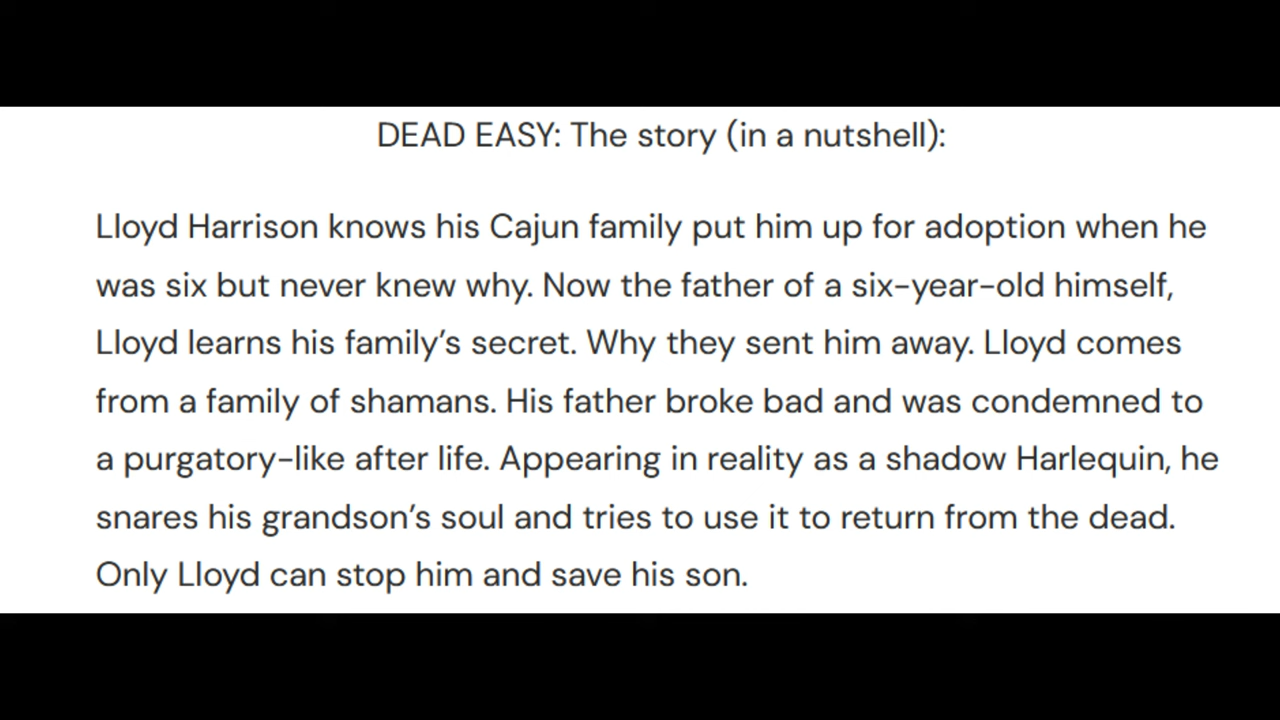 DEAD EASY: The story (in a nutshell):
Lloyd Harrison knows his Cajun family put him up for adoption when he
was six but never knew why. Now the father of a six-year-old himself,
Lloyd learns his family’s secret. Why they sent him away. Lloyd comes
from a family of shamans. His father broke bad and was condemned to
a purgatory-like after life. Appearing in reality as a shadow Harlequin, he
snares his grandson’s soul and tries to use it to return from the dead.
Only Lloyd can stop him and save his son.